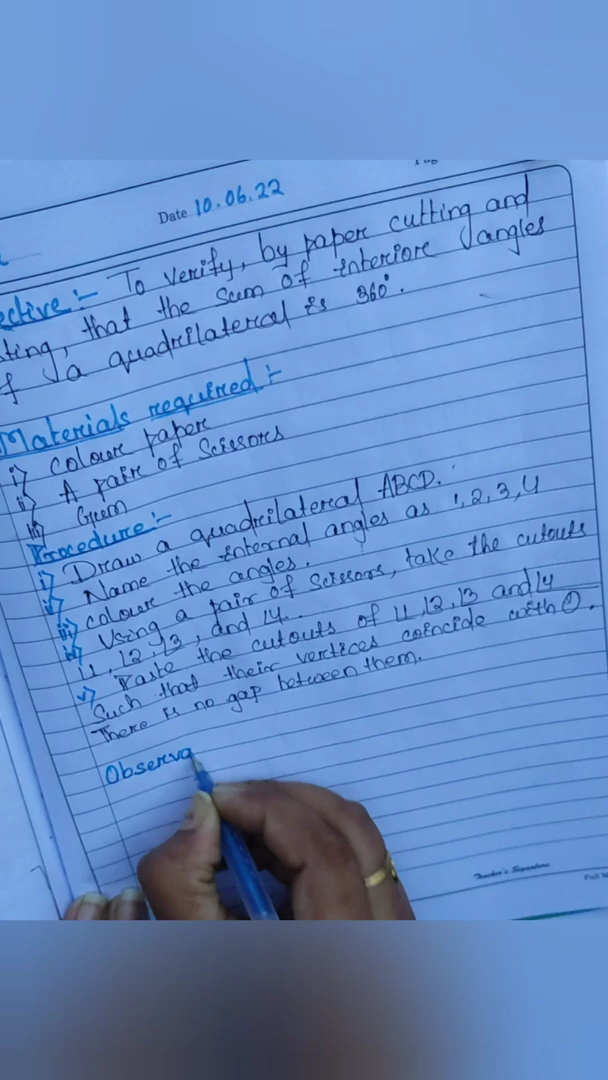 Date 10.06.22
ective:- To verify, by paper cutting and
ting, that the sum of interiore angles
f a quadrilateral is 360°.
Materials required:-
i) colour paper
ii) A pair of Scissors
iii) Gum
Procedure:-
i) Draw a quadrilateral ABCD.
ii) Name the internal angles as 1,2,3,4
iii) colour the angles.
iv) Using a pair of Scissors, take the cutouts
∠1, ∠2, ∠3, and ∠4.
v) Paste the cutouts of ∠1, ∠2, ∠3 and ∠4
Such that their vertices coincide with O.
There is no gap between them.
Observa
Teacher's Signature